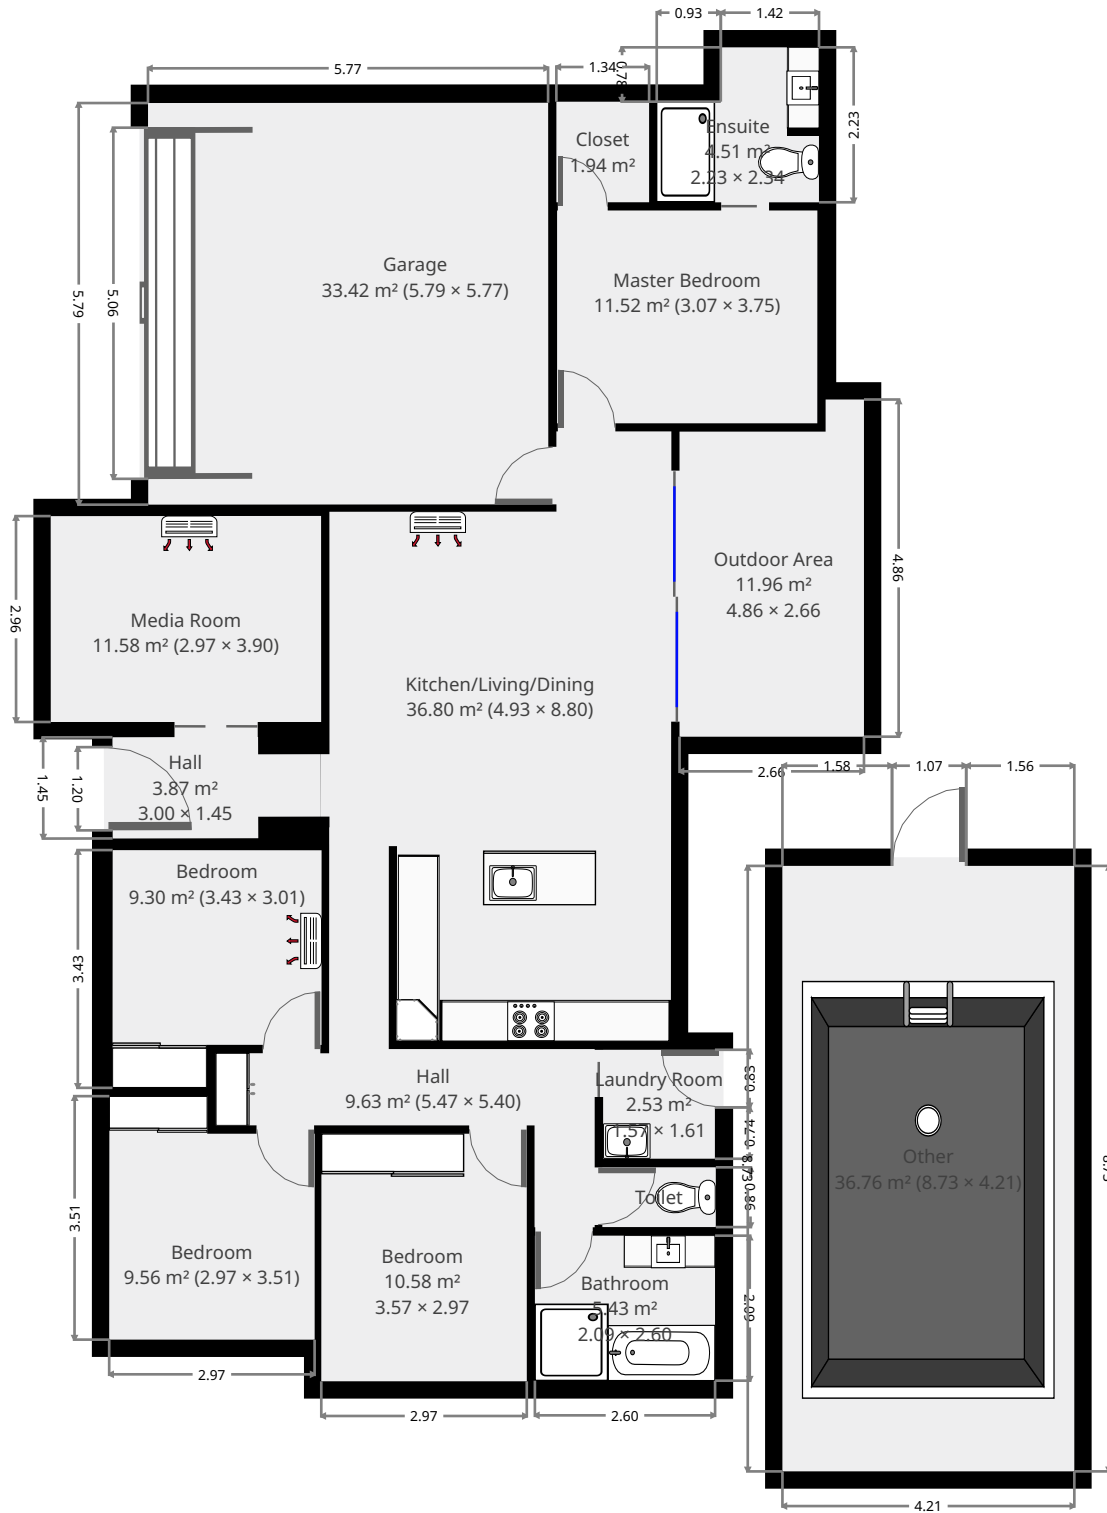 0.93
1.42
5.77
1.34
0.78
Closet
1.94 m²
Ensuite
4.51 m²
2.23 × 2.34
2.23
Garage
33.42 m² (5.79 × 5.77)
5.79
5.06
Master Bedroom
11.52 m² (3.07 × 3.75)
Outdoor Area
11.96 m²
4.86 × 2.66
4.86
Media Room
11.58 m² (2.97 × 3.90)
2.96
Kitchen/Living/Dining
36.80 m² (4.93 × 8.80)
Hall
3.87 m²
3.00 × 1.45
1.45
1.20
2.66
1.58
1.07
1.56
Bedroom
9.30 m² (3.43 × 3.01)
3.43
Hall
9.63 m² (5.47 × 5.40)
Laundry Room
2.53 m²
1.57 × 1.61
0.83
0.74
Toilet
0.86
8.73
Other
36.76 m² (8.73 × 4.21)
3.51
Bedroom
9.56 m² (2.97 × 3.51)
Bedroom
10.58 m²
3.57 × 2.97
Bathroom
5.43 m²
2.09 × 2.60
2.09
2.97
2.97
2.60
4.21